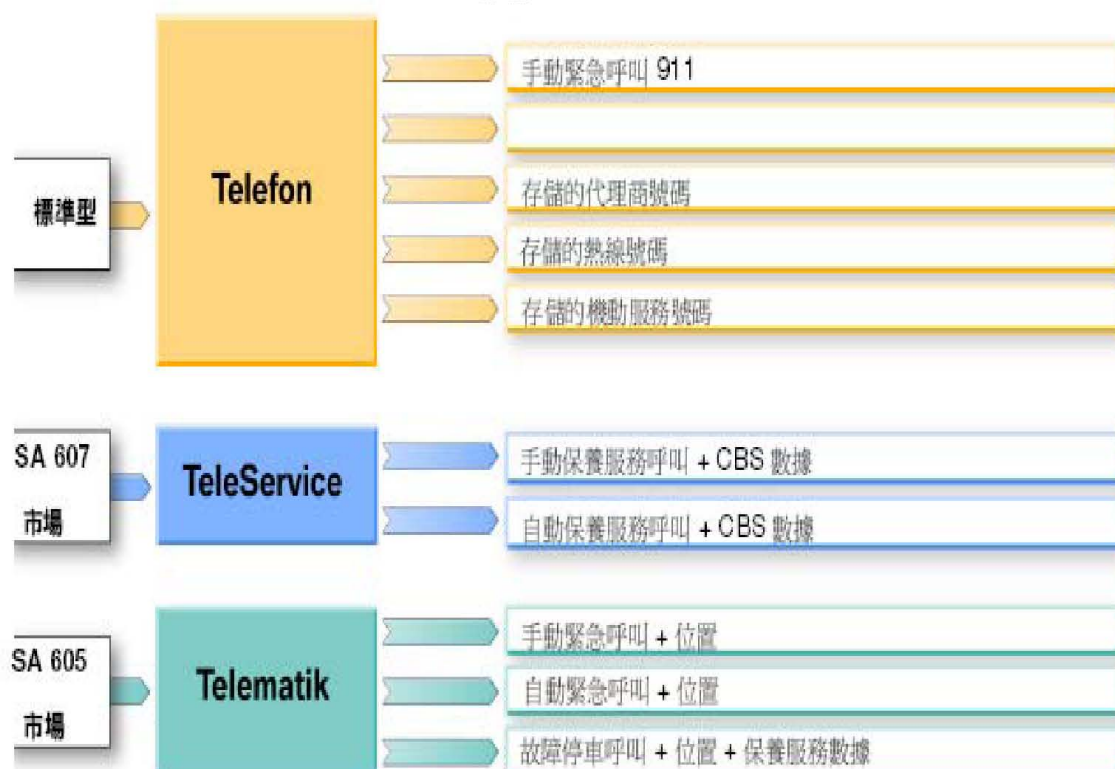 標準型
Telefon
手動緊急呼叫 911
存儲的代理商號碼
存儲的熱線號碼
存儲的機動服務號碼
SA 607
市場
TeleService
手動保養服務呼叫 + CBS 數據
自動保養服務呼叫 + CBS 數據
SA 605
市場
Telematik
手動緊急呼叫 + 位置
自動緊急呼叫 + 位置
故障停車呼叫 + 位置 + 保養服務數據